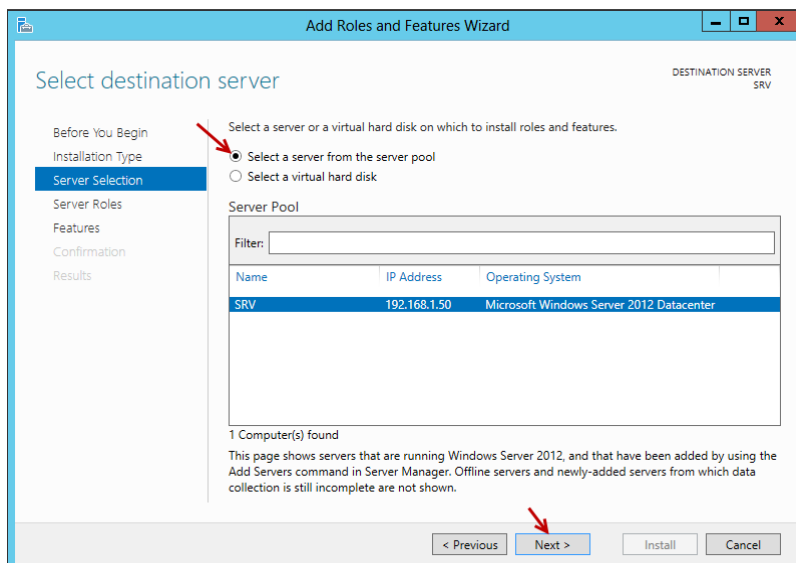 Add Roles and Features Wizard
Select destination server
DESTINATION SERVER
SRV
Before You Begin
Installation Type
Server Selection
Server Roles
Features
Confirmation
Results
Select a server or a virtual hard disk on which to install roles and features.
Select a server from the server pool
Select a virtual hard disk
Server Pool
Filter:
Name IP Address Operating System
SRV 192.168.1.50 Microsoft Windows Server 2012 Datacenter
1 Computer(s) found
This page shows servers that are running Windows Server 2012, and that have been added by using the
Add Servers command in Server Manager. Offline servers and newly-added servers from which data
collection is still incomplete are not shown.
< Previous Next > Install Cancel